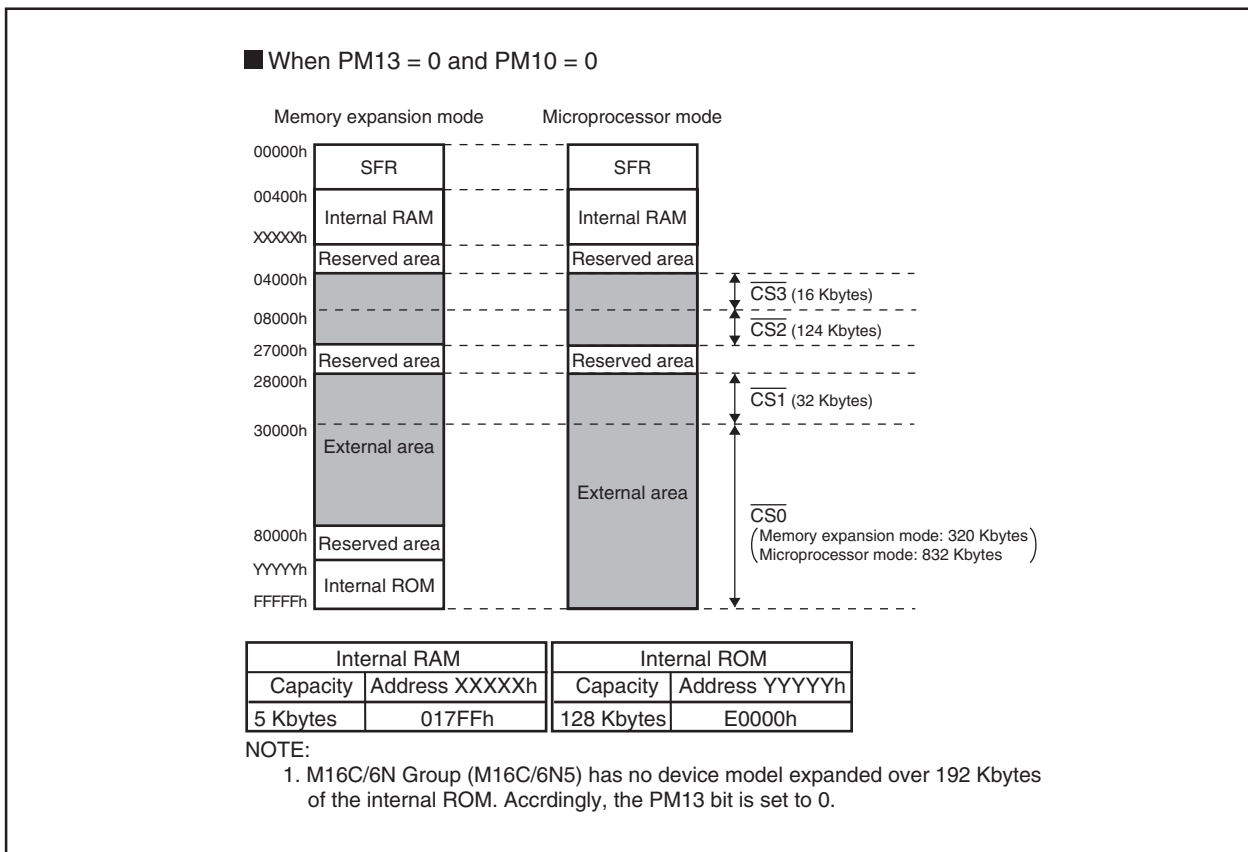 ■ When PM13 = 0 and PM10 = 0
Memory expansion mode Microprocessor mode
00000h
SFR SFR
00400h
Internal RAM Internal RAM
XXXXXh
Reserved area Reserved area
04000h
CS3 (16 Kbytes)
08000h
CS2 (124 Kbytes)
27000h
Reserved area Reserved area
28000h
CS1 (32 Kbytes)
30000h
External area
External area
CS0
(Memory expansion mode: 320 Kbytes
Microprocessor mode: 832 Kbytes)
80000h
Reserved area
YYYYYh
Internal ROM
FFFFFh
Internal RAM Internal ROM
Capacity Address XXXXXh Capacity Address YYYYYh
5 Kbytes 017FFh 128 Kbytes E0000h
NOTE:
1. M16C/6N Group (M16C/6N5) has no device model expanded over 192 Kbytes
of the internal ROM. Accrdingly, the PM13 bit is set to 0.